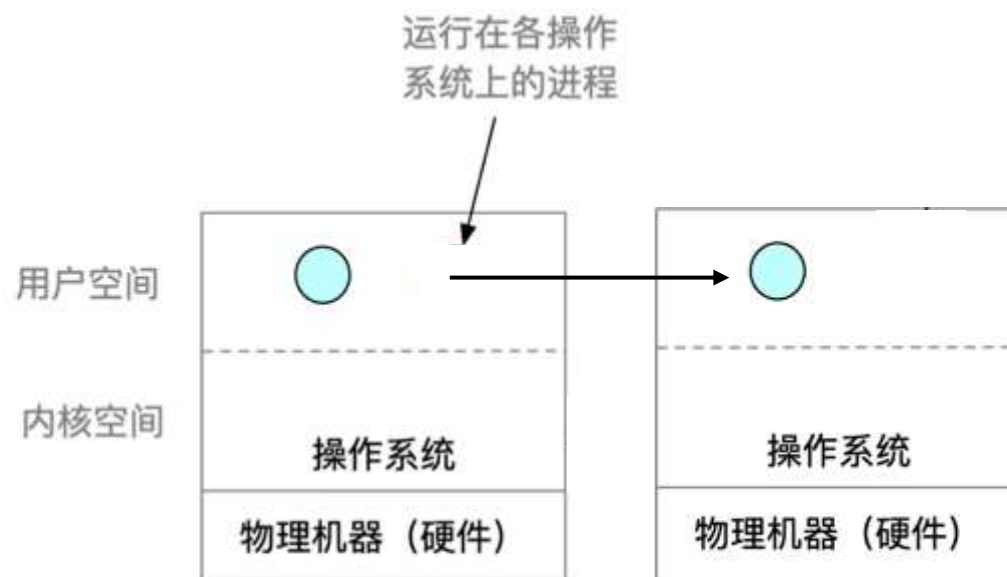 运行在各操作
系统上的进程
用户空间
内核空间
操作系统
操作系统
物理机器（硬件）
物理机器（硬件）